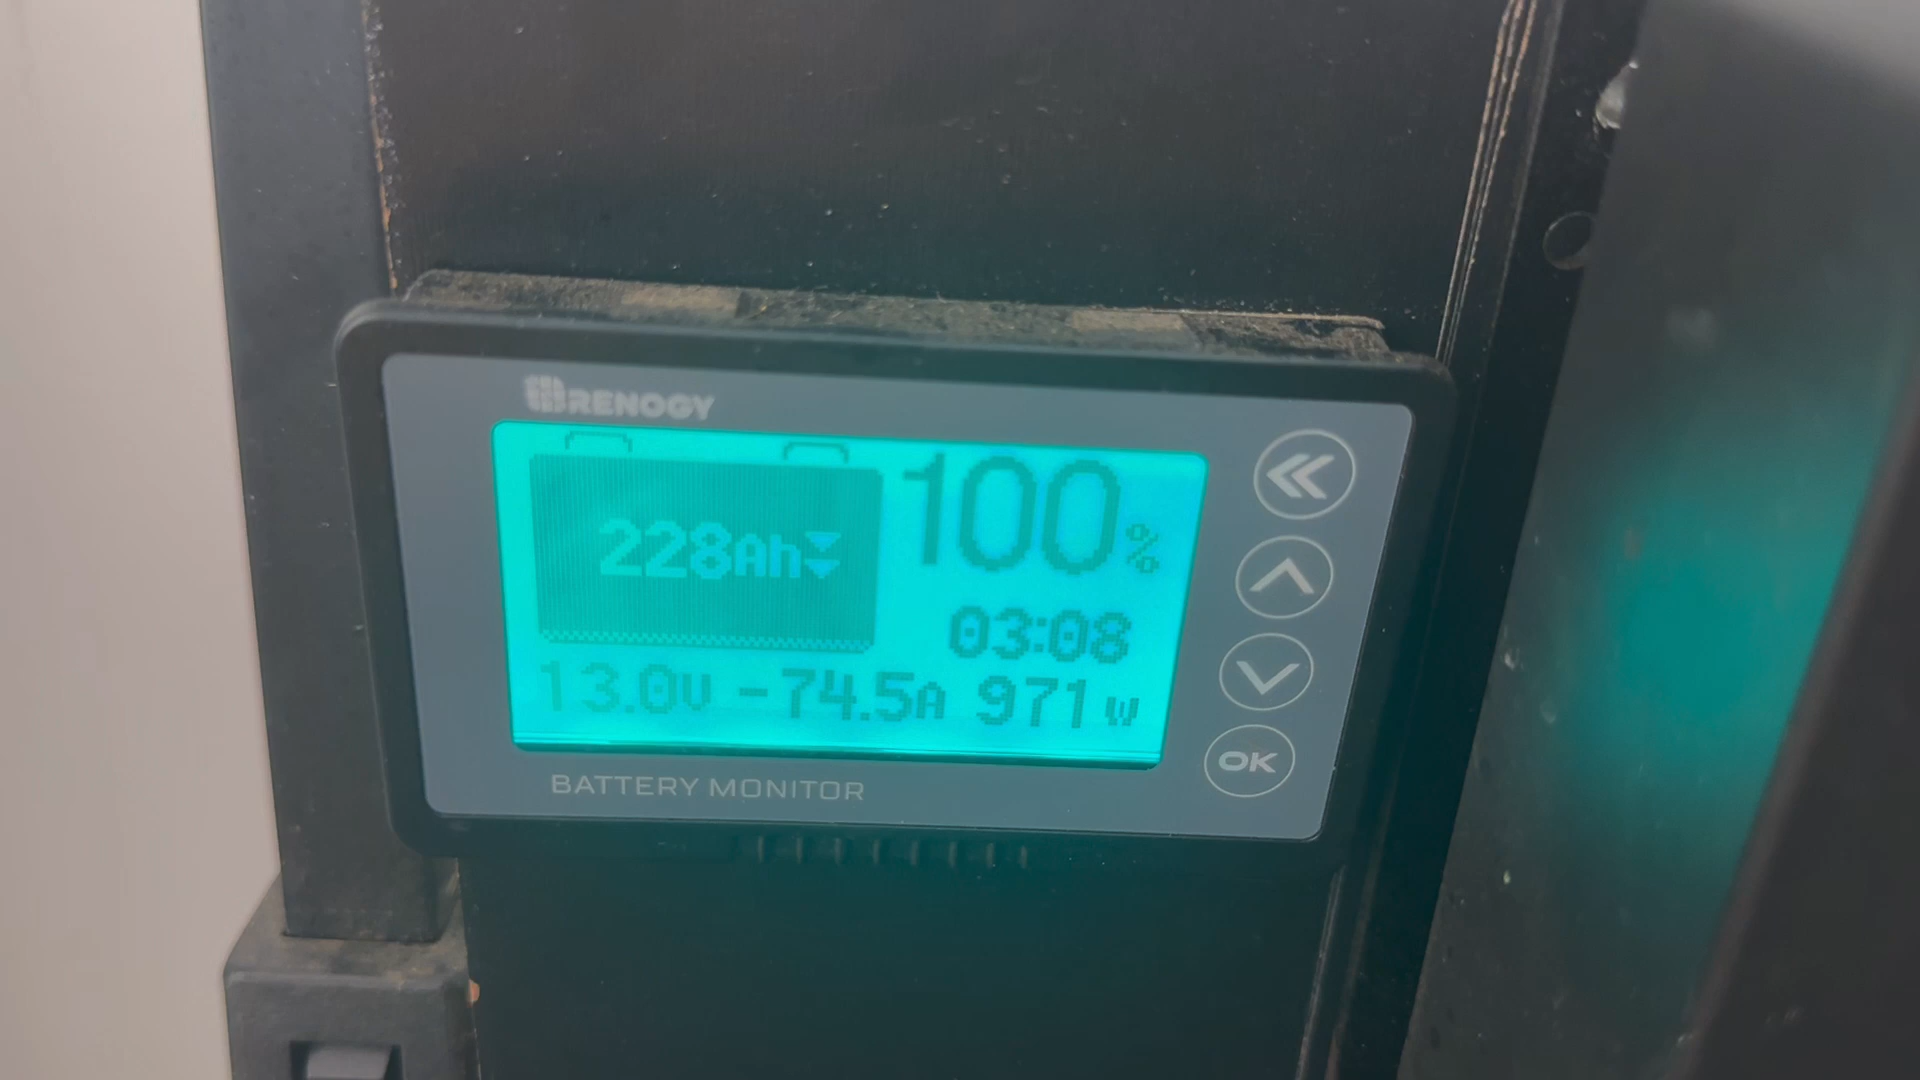 RENOGY
228Ah
100%
03:08
13.0V -74.5A 971W
BATTERY MONITOR
OK